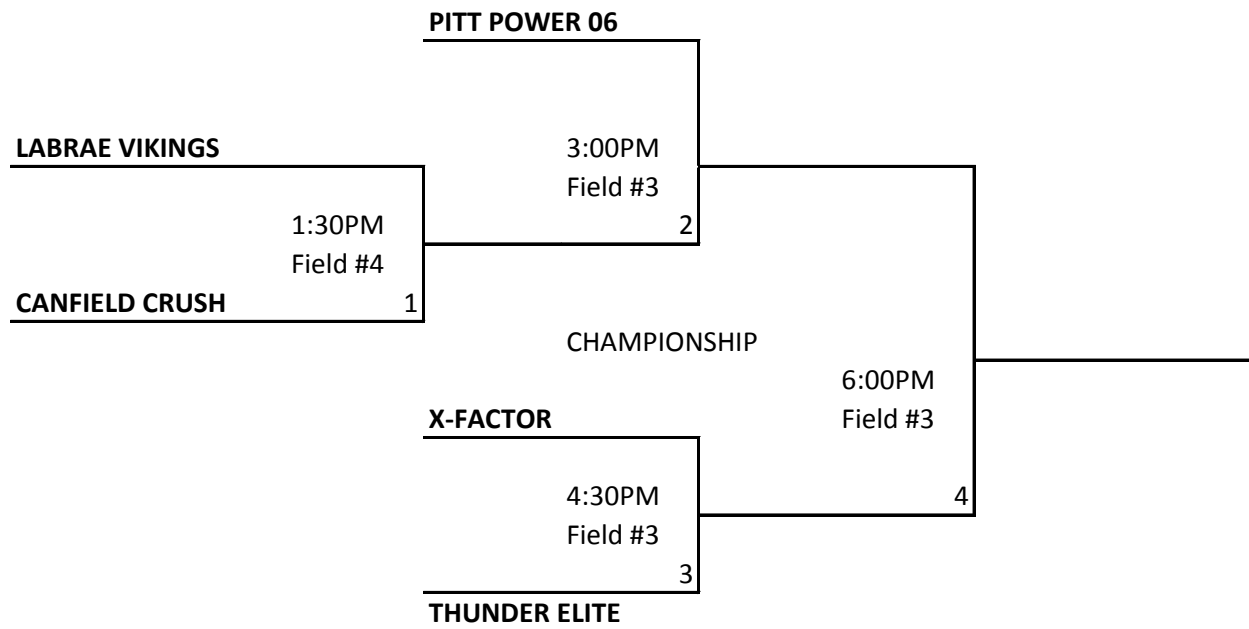 PITT POWER 06
LABRAE VIKINGS
3:00PM
Field #3
1:30PM
2
Field #4
CANFIELD CRUSH
1
CHAMPIONSHIP
6:00PM
X-FACTOR
Field #3
4:30PM
4
Field #3
3
THUNDER ELITE